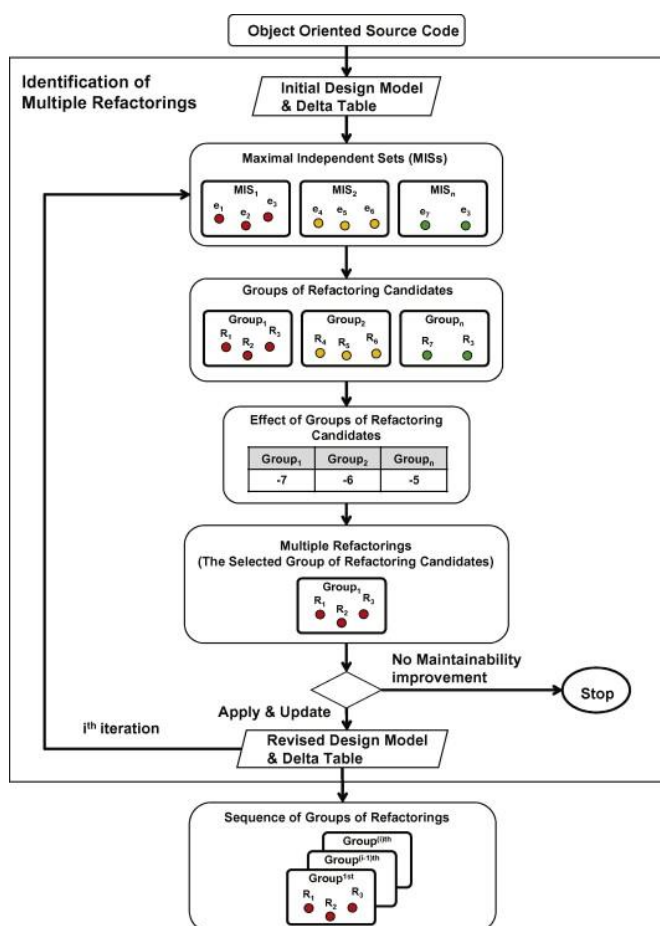 Object Oriented Source Code
Identification of
Multiple Refactorings
Initial Design Model
& Delta Table
Maximal Independent Sets (MISs)
MIS₁ MIS₂ MISₙ
e₁ e₂ e₃ e₄ e₅ e₆ e₇ e₃
Groups of Refactoring Candidates
Group₁ Group₂ Groupₙ
R₁ R₂ R₃ R₄ R₅ R₆ R₇ R₃
Effect of Groups of Refactoring
Candidates
Group₁ Group₂ Groupₙ
-7 -6 -5
Multiple Refactorings
(The Selected Group of Refactoring Candidates)
Group₁
R₁ R₂ R₃
No Maintainability
improvement
Stop
Apply & Update
iᵗʰ iteration
Revised Design Model
& Delta Table
Sequence of Groups of Refactorings
Group⁽ⁱ⁾ᵗʰ
Group⁽ⁱ⁻¹⁾ᵗʰ
Group¹ˢᵗ
R₁ R₂ R₃